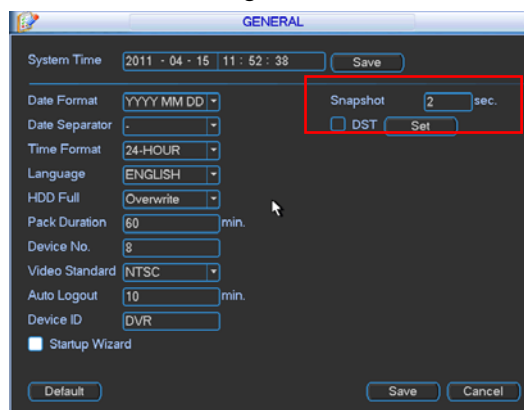 GENERAL
System Time 2011 - 04 - 15 11 : 52 : 38 Save
Date Format YYYY MM DD Snapshot 2 sec.
Date Separator - DST Set
Time Format 24-HOUR
Language ENGLISH
HDD Full Overwrite
Pack Duration 60 min.
Device No. 8
Video Standard NTSC
Auto Logout 10 min.
Device ID DVR
Startup Wizard
Default Save Cancel